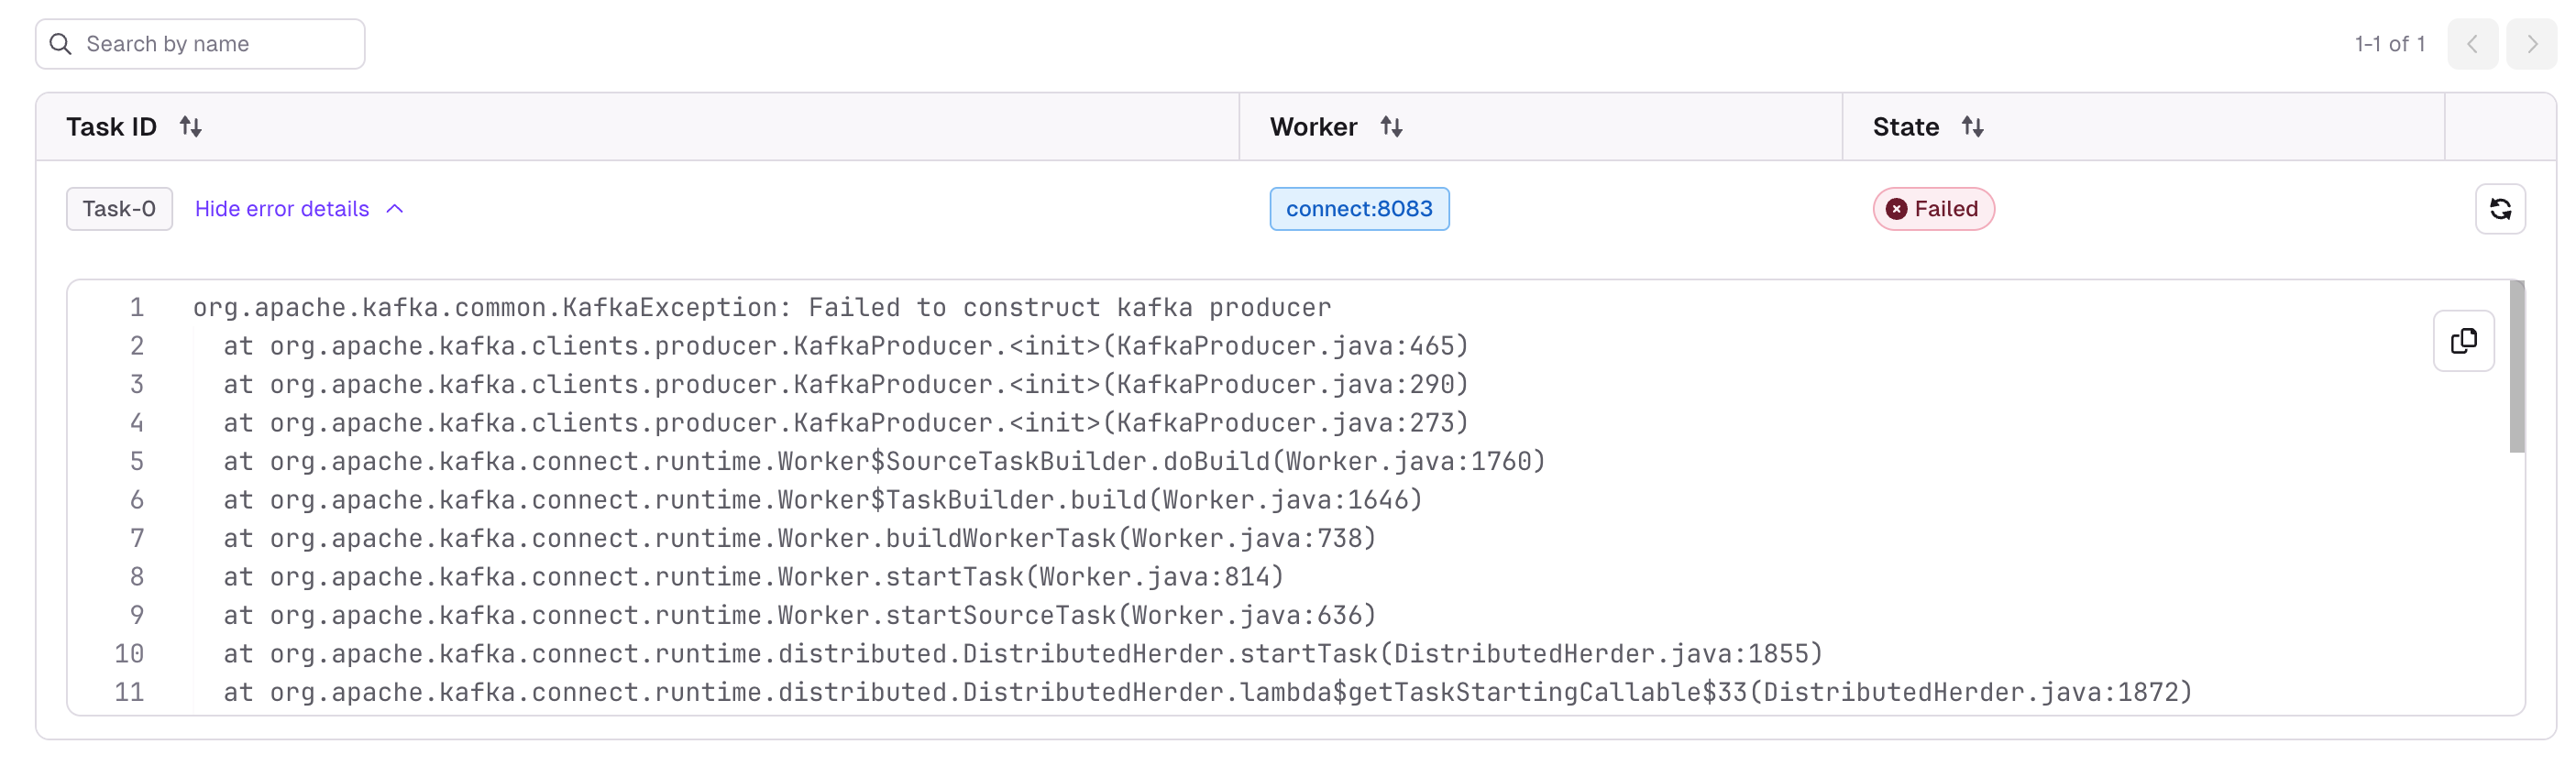 Search by name
1-1 of 1
Task ID Worker State
Task-0 Hide error details connect:8083 Failed
1 org.apache.kafka.common.KafkaException: Failed to construct kafka producer
2 at org.apache.kafka.clients.producer.KafkaProducer.<init>(KafkaProducer.java:465)
3 at org.apache.kafka.clients.producer.KafkaProducer.<init>(KafkaProducer.java:290)
4 at org.apache.kafka.clients.producer.KafkaProducer.<init>(KafkaProducer.java:273)
5 at org.apache.kafka.connect.runtime.Worker$SourceTaskBuilder.doBuild(Worker.java:1760)
6 at org.apache.kafka.connect.runtime.Worker$TaskBuilder.build(Worker.java:1646)
7 at org.apache.kafka.connect.runtime.Worker.buildWorkerTask(Worker.java:738)
8 at org.apache.kafka.connect.runtime.Worker.startTask(Worker.java:814)
9 at org.apache.kafka.connect.runtime.Worker.startSourceTask(Worker.java:636)
10 at org.apache.kafka.connect.runtime.distributed.DistributedHerder.startTask(DistributedHerder.java:1855)
11 at org.apache.kafka.connect.runtime.distributed.DistributedHerder.lambda$getTaskStartingCallable$33(DistributedHerder.java:1872)